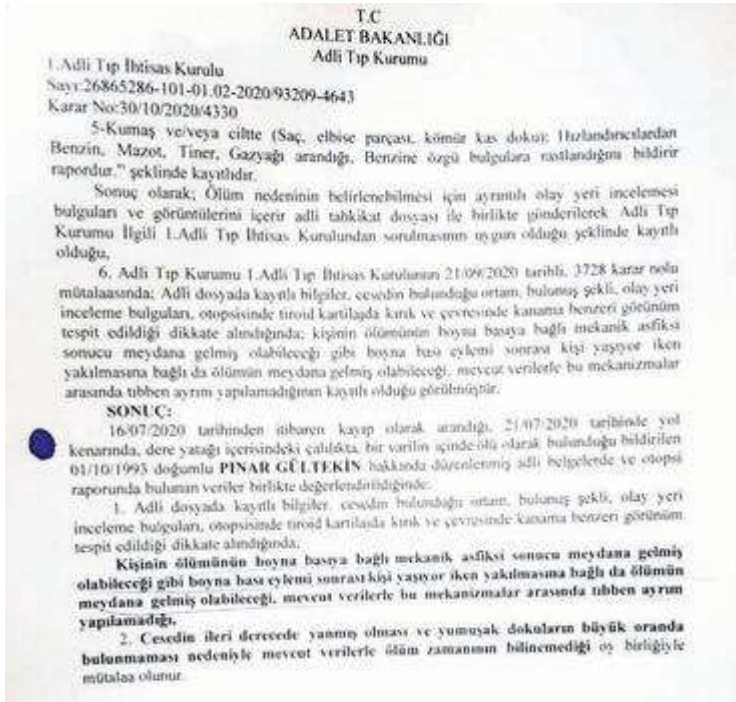 T.C
ADALET BAKANLIĞI
Adli Tıp Kurumu
1.Adli Tıp İhtisas Kurulu
Sayı:26865286-101-01.02-2020/93209-4643
Karar No:30/10/2020/4330
5-Kumaş ve/veya ciltte (Saç, elbise parçası, kömür kas doku); Hızlandırıcılardan
Benzin, Mazot, Tiner, Gazyağı arandığı, Benzine özgü bulgulara rastlandığını bildirir
rapordur." şeklinde kayıtlıdır.
Sonuç olarak; Ölüm nedeninin belirlenebilmesi için ayrıntılı olay yeri incelemesi
bulguları ve görüntülerini içerir adli tahkikat dosyası ile birlikte gönderilerek Adli Tıp
Kurumu İlgili 1.Adli Tıp İhtisas Kurulundan sorulmasının uygun olduğu şeklinde kayıtlı
olduğu,
6. Adli Tıp Kurumu 1.Adli Tıp İhtisas Kurulunun 21/09/2020 tarihli, 3728 karar nolu
mütalaasında; Adli dosyada kayıtlı bilgiler, cesedin bulunduğu ortam, bulunuş şekli, olay yeri
inceleme bulguları, otopsisinde tiroid kartilajda kırık ve çevresinde kanama benzeri görünüm
tespit edildiği dikkate alındığında; kişinin ölümünün boyna basıya bağlı mekanik asfiksi
sonucu meydana gelmiş olabileceği gibi boyna bası eylemi sonrası kişi yaşıyor iken
yakılmasına bağlı da ölümün meydana gelmiş olabileceği, mevcut verilerle bu mekanizmalar
arasında tıbben ayrım yapılamadığının kayıtlı olduğu görülmüştür.
SONUÇ:
16/07/2020 tarihinden itibaren kayıp olarak arandığı, 21/07/2020 tarihinde yol
kenarında, dere yatağı içerisindeki çalılıkta, bir varilin içinde ölü olarak bulunduğu bildirilen
01/10/1993 doğumlu PINAR GÜLTEKİN hakkında düzenlenmiş adli belgelerde ve otopsi
raporunda bulunan veriler birlikte değerlendirildiğinde:
1. Adli dosyada kayıtlı bilgiler, cesedin bulunduğu ortam, bulunuş şekli, olay yeri
inceleme bulguları, otopsisinde tiroid kartilajda kırık ve çevresinde kanama benzeri görünüm
tespit edildiği dikkate alındığında;
Kişinin ölümünün boyna basıya bağlı mekanik asfiksi sonucu meydana gelmiş
olabileceği gibi boyna bası eylemi sonrası kişi yaşıyor iken yakılmasına bağlı da ölümün
meydana gelmiş olabileceği, mevcut verilerle bu mekanizmalar arasında tıbben ayrım
yapılamadığı,
2. Cesedin ileri derecede yanmış olması ve yumuşak dokuların büyük oranda
bulunmaması nedeniyle mevcut verilerle ölüm zamanının bilinemediği oy birliğiyle
mütalaa olunur.